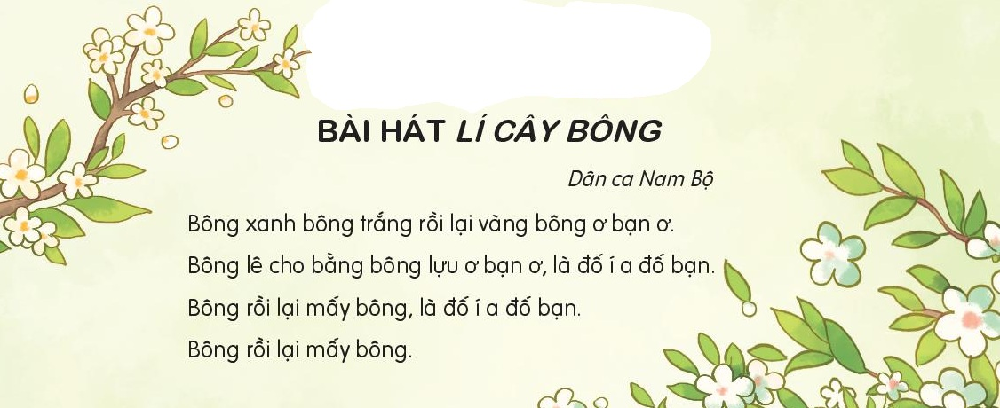 BÀI HÁT LÍ CÂY BÔNG
Dân ca Nam Bộ
Bông xanh bông trắng rồi lại vàng bông ơ bạn ơ.
Bông lê cho bằng bông lựu ơ bạn ơ, là đố í a đố bạn.
Bông rồi lại mấy bông, là đố í a đố bạn.
Bông rồi lại mấy bông.